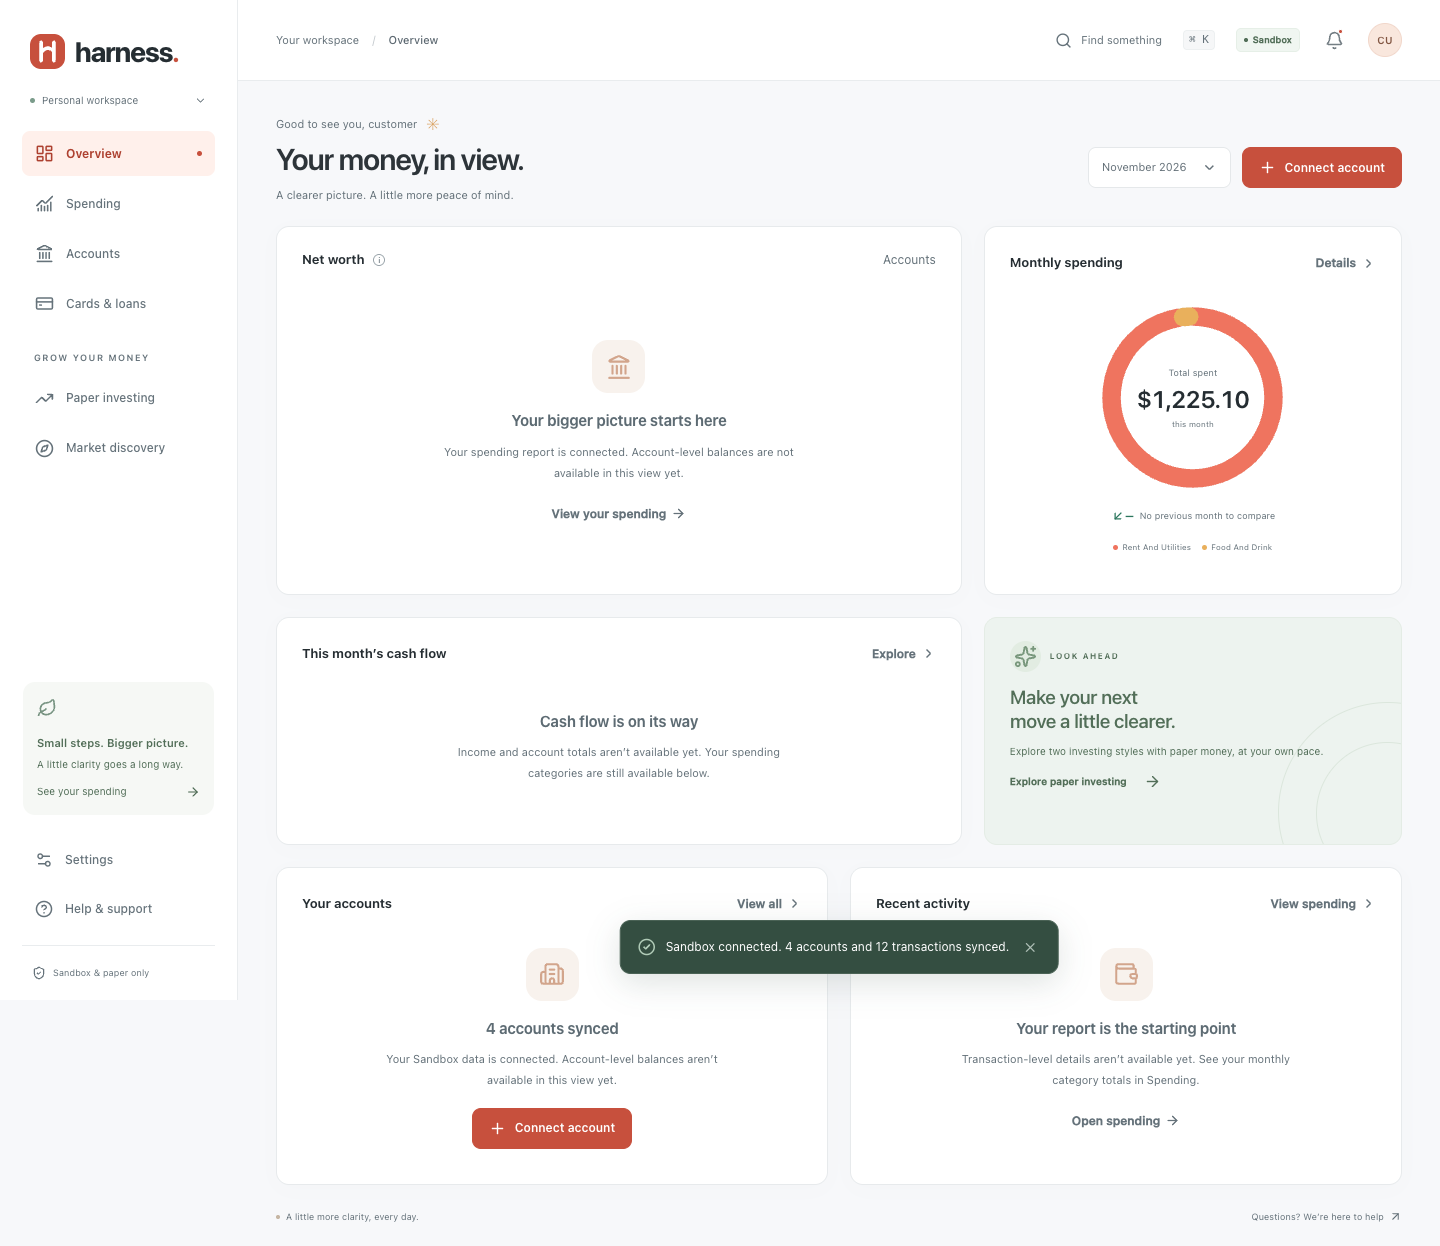 harness.
Personal workspace
Overview
Spending
Accounts
Cards & loans
GROW YOUR MONEY
Paper investing
Market discovery
Small steps. Bigger picture.
A little clarity goes a long way.
See your spending
Settings
Help & support
Sandbox & paper only
Your workspace / Overview
Find something
⌘ K
Sandbox
CU
Good to see you, customer
Your money, in view.
A clearer picture. A little more peace of mind.
November 2026
Connect account
Net worth
Accounts
Your bigger picture starts here
Your spending report is connected. Account-level balances are not
available in this view yet.
View your spending
Monthly spending
Details
Total spent
$1,225.10
this month
No previous month to compare
Rent And Utilities
Food And Drink
This month's cash flow
Explore
Cash flow is on its way
Income and account totals aren't available yet. Your spending
categories are still available below.
LOOK AHEAD
Make your next
move a little clearer.
Explore two investing styles with paper money, at your own pace.
Explore paper investing
Your accounts
View all
4 accounts synced
Your Sandbox data is connected. Account-level balances aren't
available in this view yet.
Connect account
Recent activity
View spending
Sandbox connected. 4 accounts and 12 transactions synced.
Your report is the starting point
Transaction-level details aren't available yet. See your monthly
category totals in Spending.
Open spending
A little more clarity, every day.
Questions? We're here to help